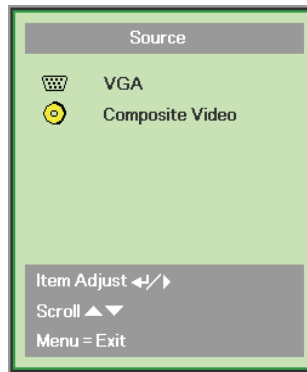 Source
VGA
Composite Video
Item Adjust ↵/▶
Scroll ▲▼
Menu = Exit